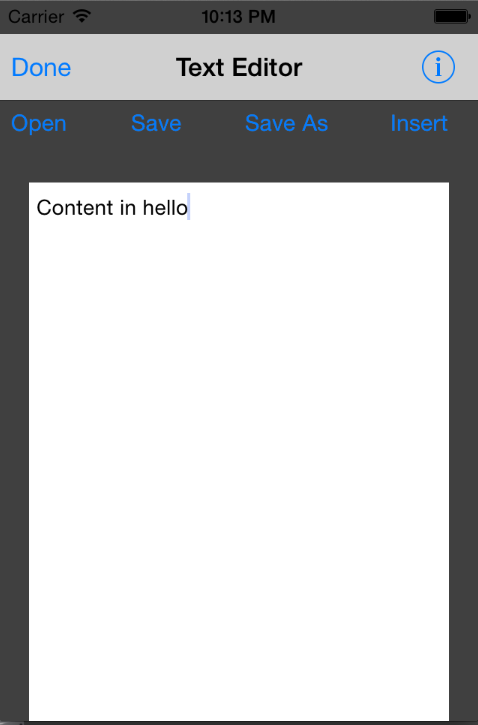 Carrier 10:13 PM
Done Text Editor i
Open Save Save As Insert
Content in hello